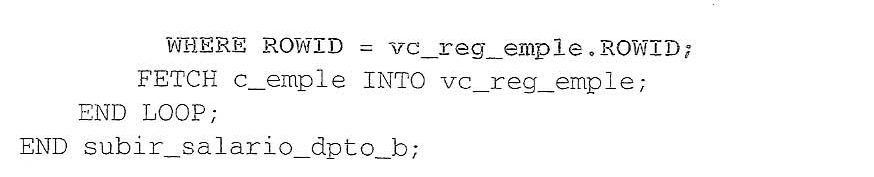 WHERE ROWID = vc_reg_emple.ROWID;
FETCH c_emple INTO vc_reg_emple;
END LOOP;
END subir_salario_dpto_b;